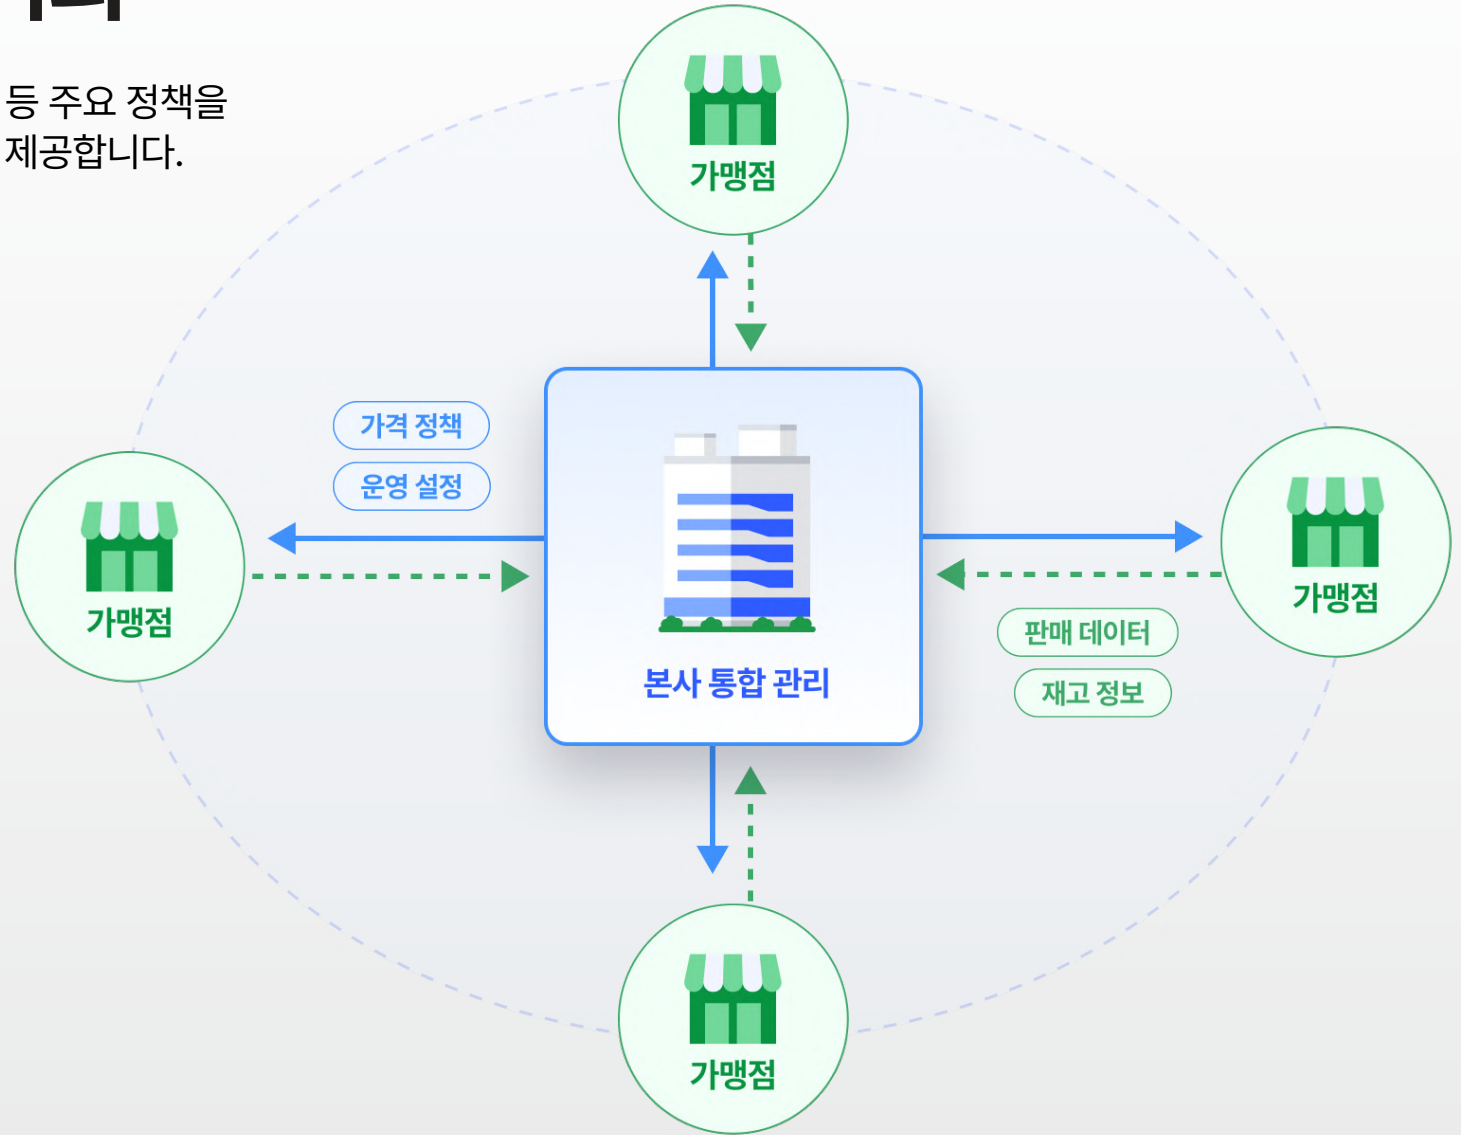 등 주요 정책을
제공합니다.
가맹점
가격 정책
운영 설정
가맹점
본사 통합 관리
가맹점
판매 데이터
재고 정보
가맹점